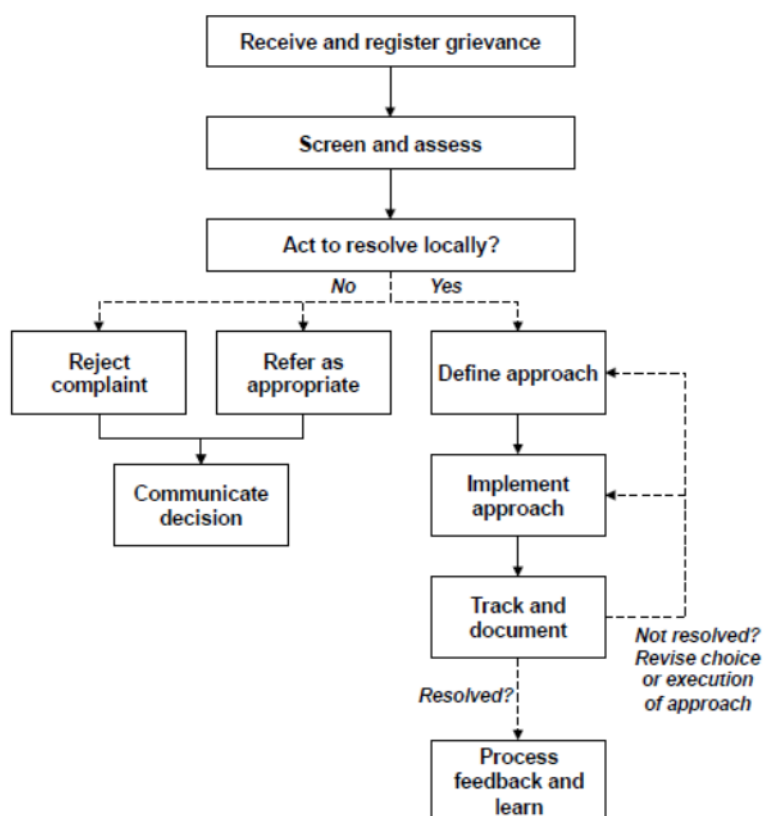 Receive and register grievance
Screen and assess
Act to resolve locally?
No
Yes
Reject
complaint
Refer as
appropriate
Define approach
Communicate
decision
Implement
approach
Track and
document
Not resolved?
Revise choice
or execution
of approach
Resolved?
Process
feedback and
learn